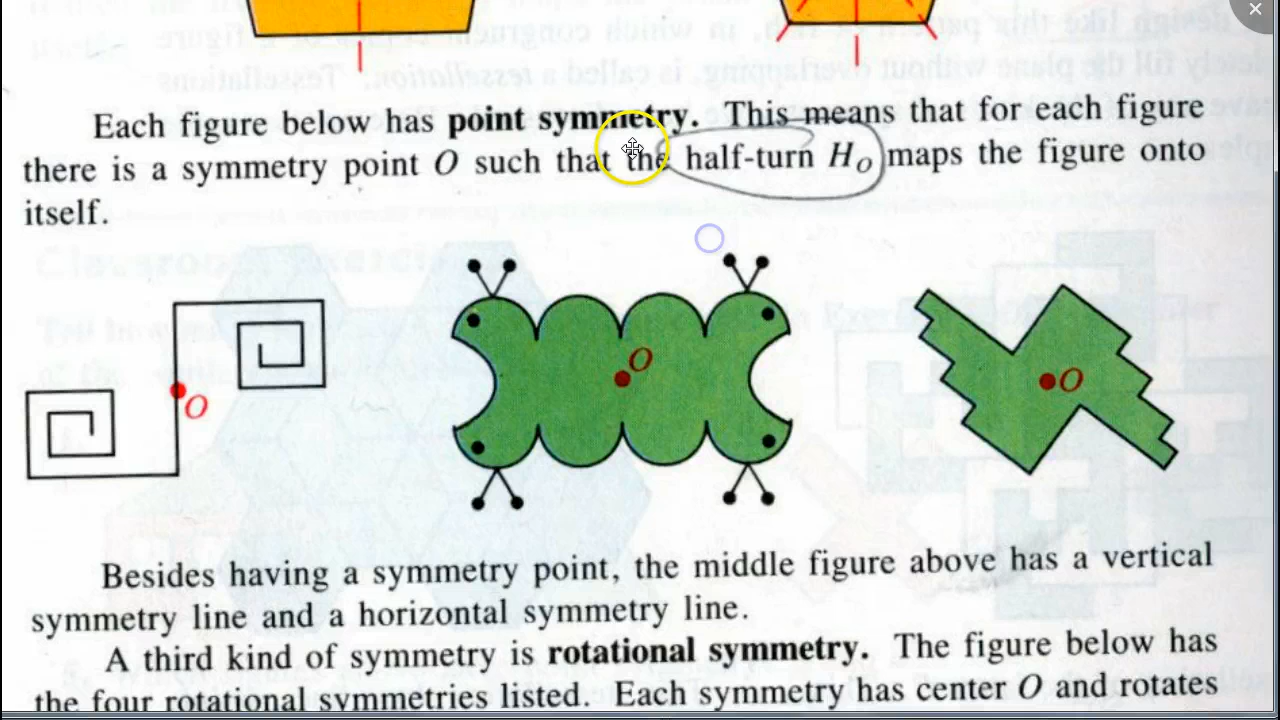 Each figure below has point symmetry. This means that for each figure
there is a symmetry point O such that the half-turn H_O maps the figure onto
itself.
O
O
O
Besides having a symmetry point, the middle figure above has a vertical
symmetry line and a horizontal symmetry line.
A third kind of symmetry is rotational symmetry. The figure below has
the four rotational symmetries listed. Each symmetry has center O and rotates